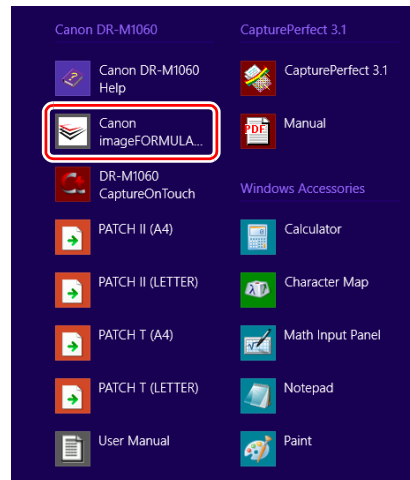 Canon DR-M1060
Canon DR-M1060
Help
Canon
imageFORMULA...
DR-M1060
CaptureOnTouch
PATCH II (A4)
PATCH II (LETTER)
PATCH T (A4)
PATCH T (LETTER)
User Manual
CapturePerfect 3.1
CapturePerfect 3.1
PDF
Manual
Windows Accessories
Calculator
Character Map
Math Input Panel
Notepad
Paint